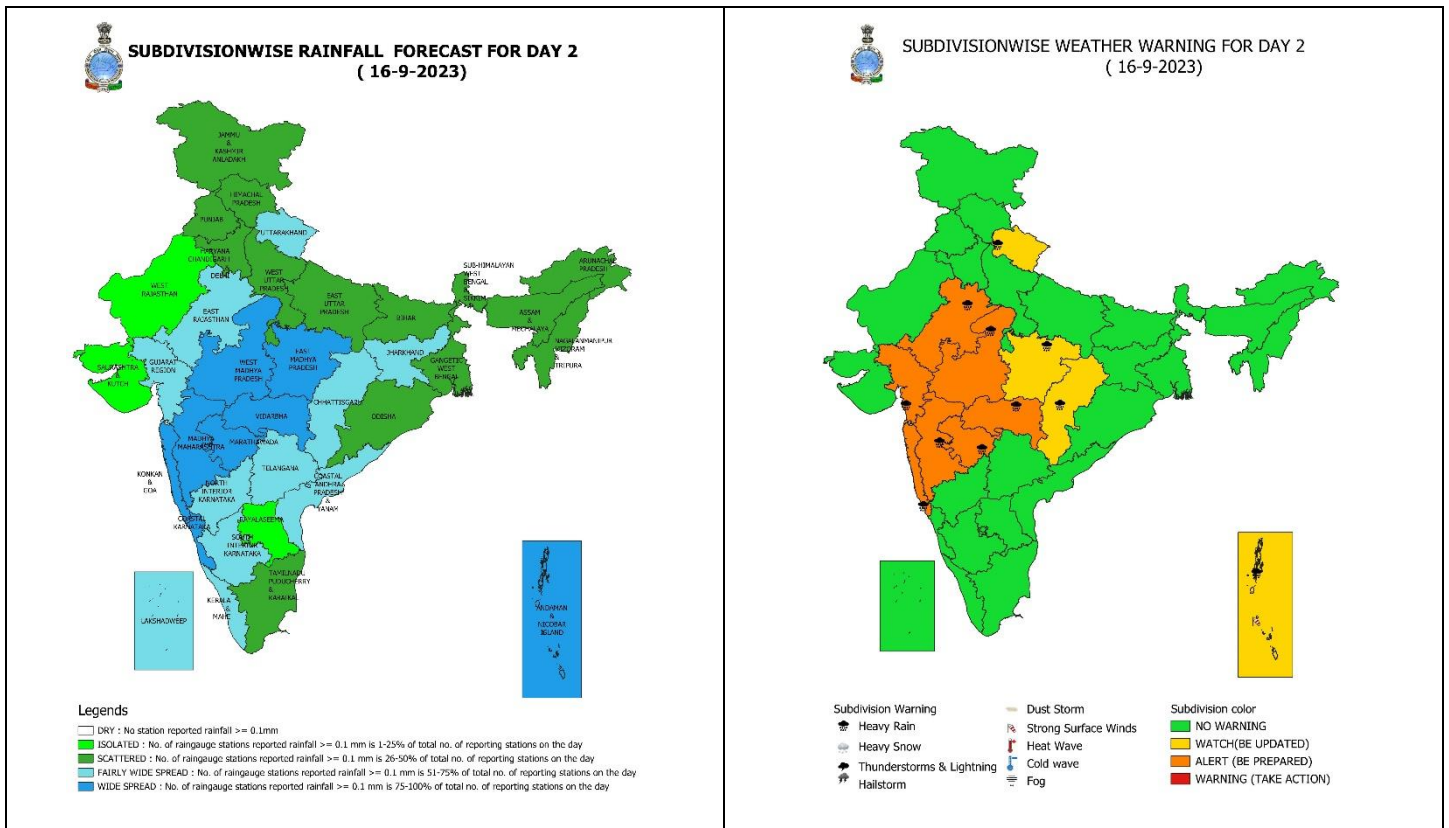 SUBDIVISIONWISE RAINFALL FORECAST FOR DAY 2
( 16-9-2023)
JAMMU
&
KASHMIR
ANLADAKH
HIMACHAL
PRADESH
PUNJAB
PUTTARAKHAND
HARYANA
CHANDIGARH
DELHI
WEST
RAJASTHAN
WEST
UTTAR
PRADESH
EAST
UTTAR
PRADESH
SUB-HIMALAYAN
WEST
BENGAL
&
SIKKIM
ARUNACHAL
PRADESH
EAST
RAJASTHAN
BIHAR
ASSAM
&
MEGHALAYA
NAGALANMANIPUR
MIZORAM
&
TRIPURA
SAURASHTRA
&
KUTCH
GUJARAT
REGION
WEST
MADHYA
PRADESH
EAST
MADHYA
PRADESH
JHARKHAND
GANGETIC
WEST
BENGAL
CHHATTISGARH
ODISHA
VIDARBHA
MADHYA
MAHARASHTRA
MARATHAWADA
TELANGANA
KONKAN
&
GOA
NORTH
INTERIOR
KARNATAKA
COASTAL
ANDHRA
PRADESH
&
YANAM
COASTAL
KARNATAKA
RAYALASEEMA
SOUTH
INTERIOR
KARNATAKA
TAMILNADU
PUDUCHERRY
&
KARAIKAL
KERALA
&
MAHE
LAKSHADWEEP
ANDAMAN
&
NICOBAR
ISLAND
Legends
DRY : No station reported rainfall >= 0.1mm
ISOLATED : No. of raingauge stations reported rainfall >= 0.1 mm is 1-25% of total no. of reporting stations on the day
SCATTERED : No. of raingauge stations reported rainfall >= 0.1 mm is 26-50% of total no. of reporting stations on the day
FAIRLY WIDE SPREAD : No. of raingauge stations reported rainfall >= 0.1 mm is 51-75% of total no. of reporting stations on the day
WIDE SPREAD : No. of raingauge stations reported rainfall >= 0.1 mm is 75-100% of total no. of reporting stations on the day
SUBDIVISIONWISE WEATHER WARNING FOR DAY 2
( 16-9-2023)
Subdivision Warning
Heavy Rain
Heavy Snow
Thunderstorms & Lightning
Hailstorm
Dust Storm
Strong Surface Winds
Heat Wave
Cold wave
Fog
Subdivision color
NO WARNING
WATCH(BE UPDATED)
ALERT (BE PREPARED)
WARNING (TAKE ACTION)